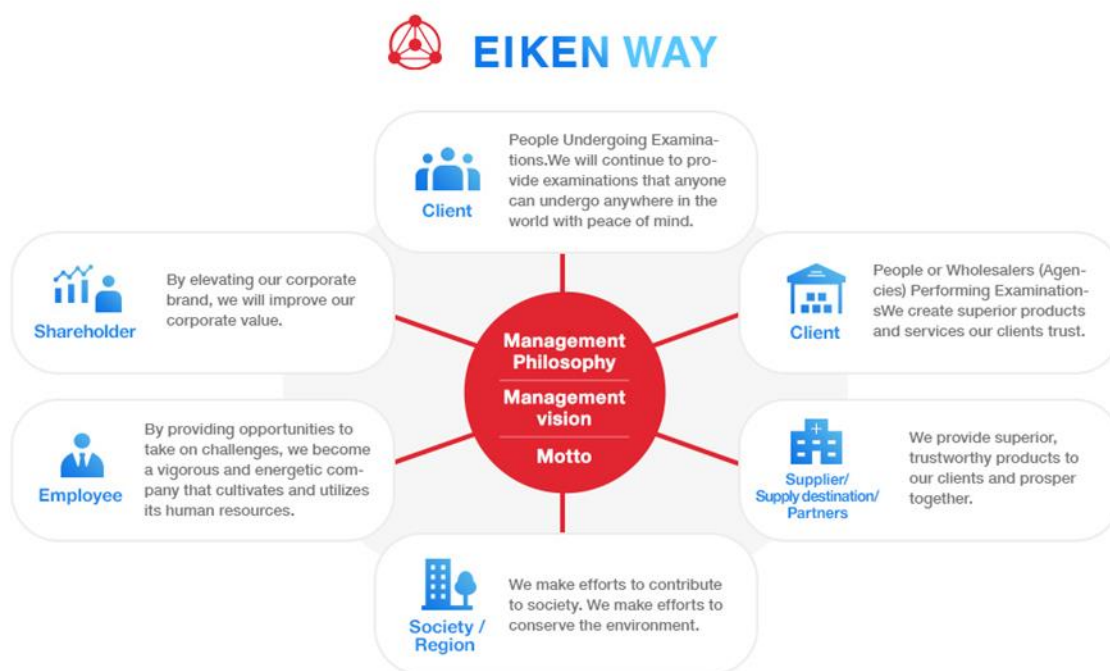 EIKEN WAY
Client
People Undergoing Examina-
tions.We will continue to pro-
vide examinations that anyone
can undergo anywhere in the
world with peace of mind.
Shareholder
By elevating our corporate
brand, we will improve our
corporate value.
Client
People or Wholesalers (Agen-
cies) Performing Examination-
sWe create superior products
and services our clients trust.
Management
Philosophy
Management
vision
Motto
Employee
By providing opportunities to
take on challenges, we become
a vigorous and energetic com-
pany that cultivates and utilizes
its human resources.
Supplier/
Supply destination/
Partners
We provide superior,
trustworthy products to
our clients and prosper
together.
Society /
Region
We make efforts to contribute
to society. We make efforts to
conserve the environment.